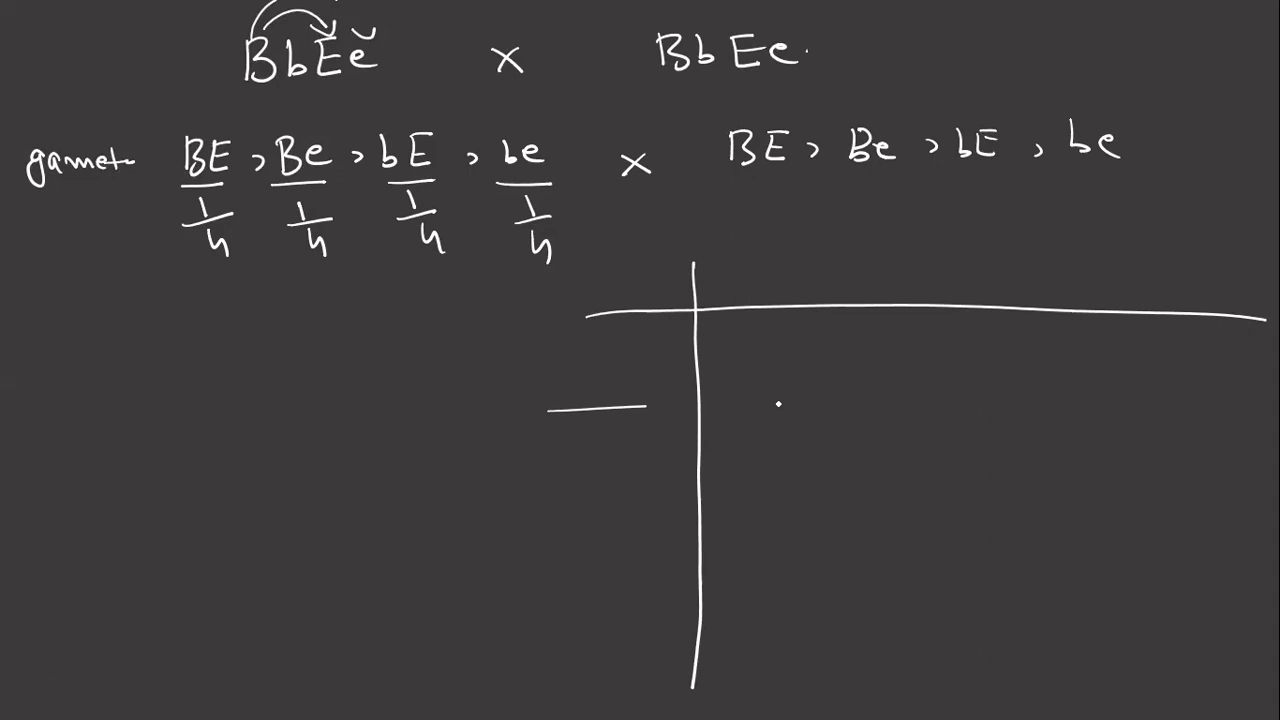 BbEe x BbEe.
gamete BE, Be, bE, be x BE, Be, bE, be
1/4 1/4 1/4 1/4